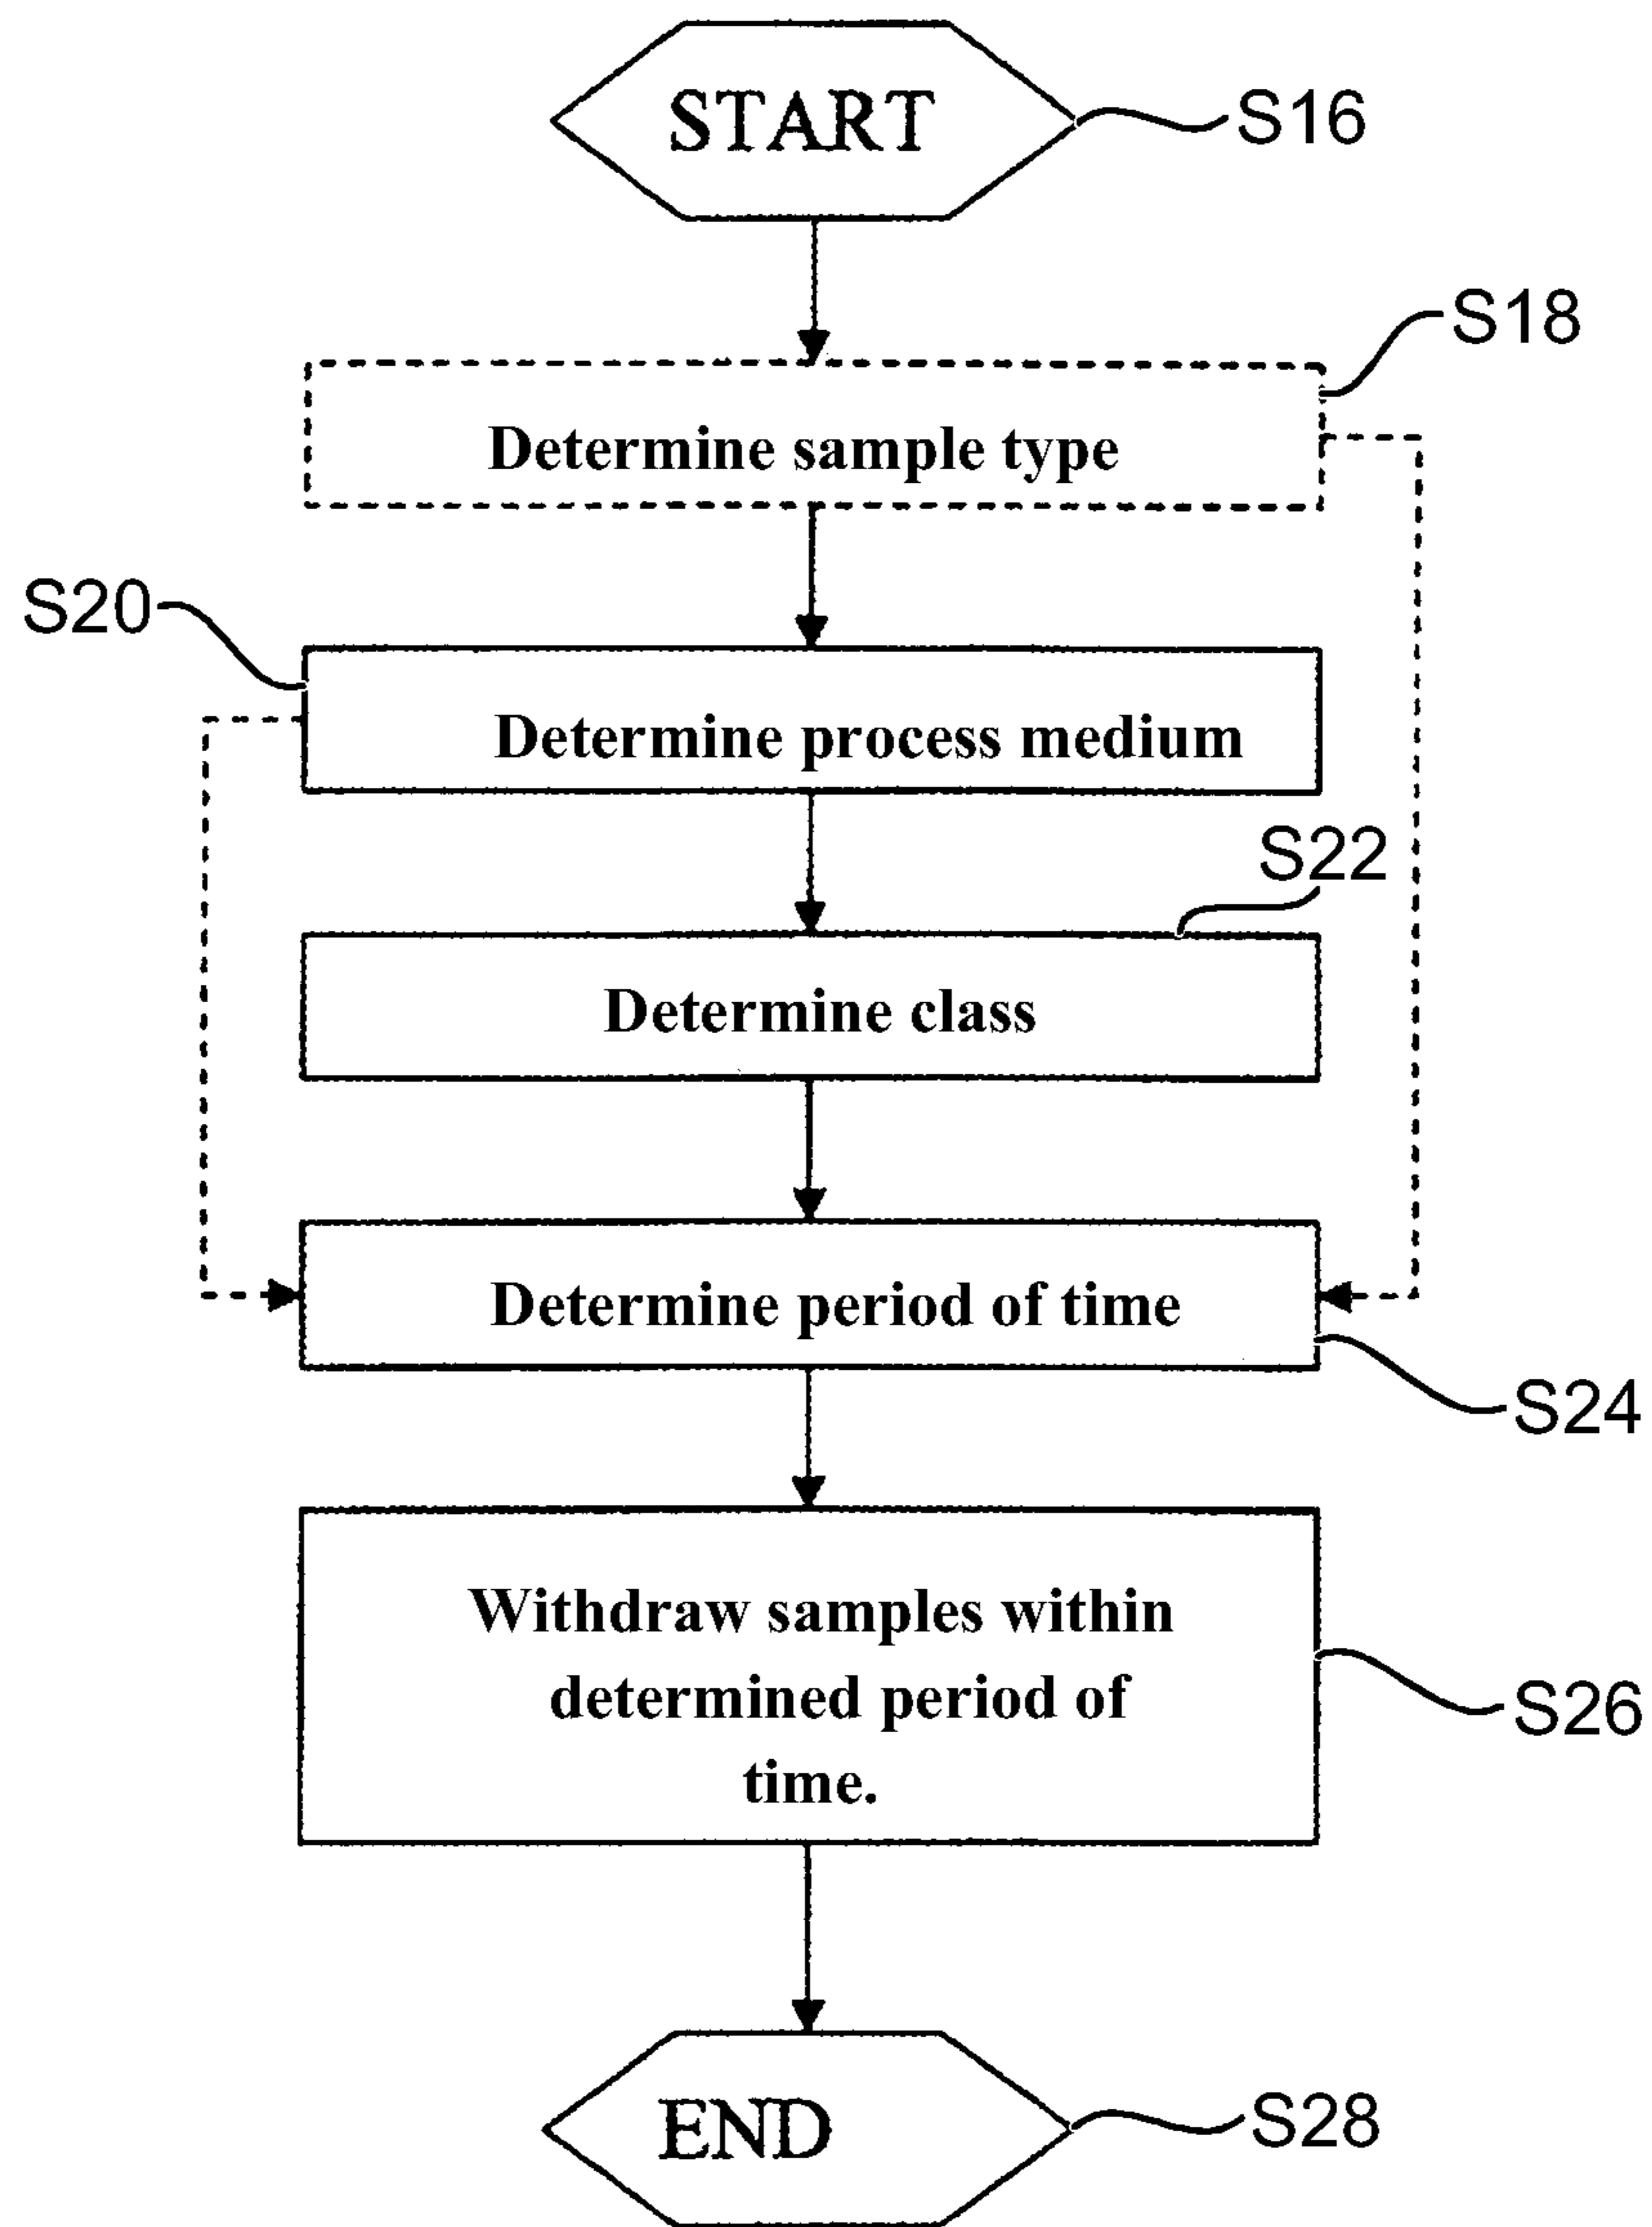 START
S16
S18
Determine sample type
S20
Determine process medium
S22
Determine class
Determine period of time
S24
Withdraw samples within
determined period of
time.
S26
END
S28